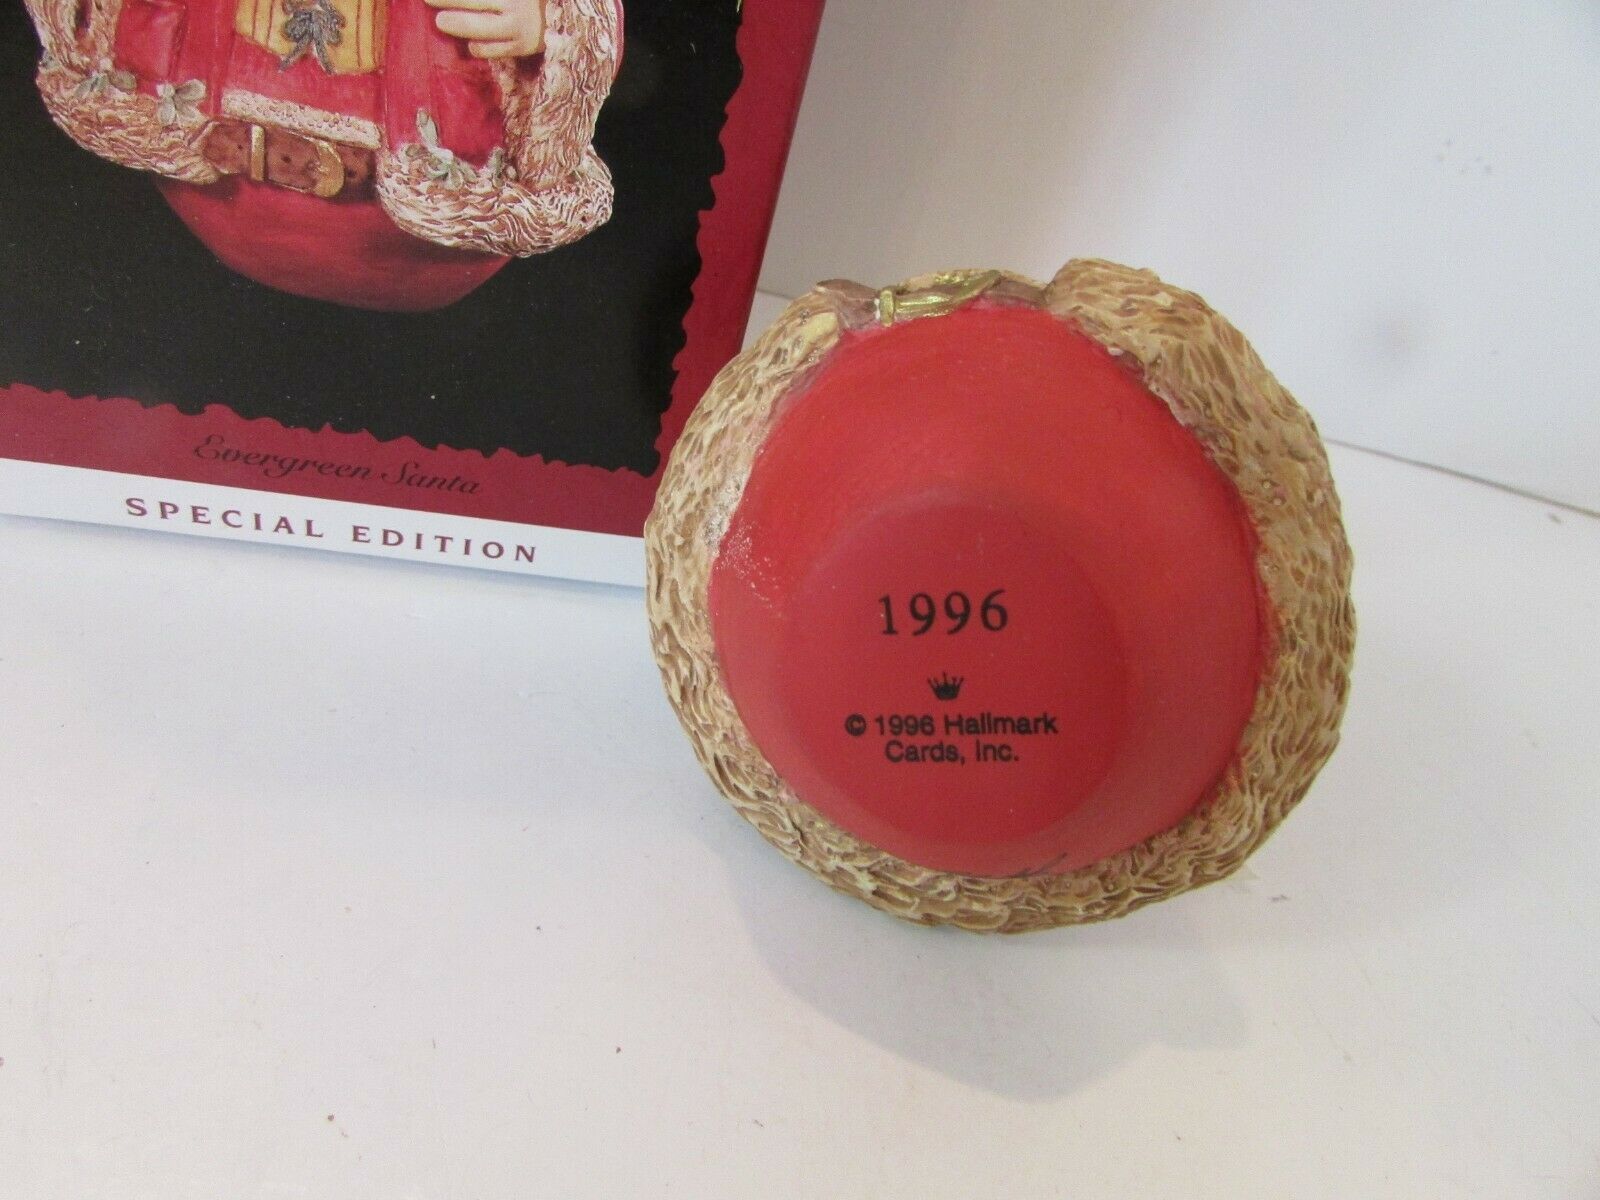 Evergreen Santa
SPECIAL EDITION
1996
© 1996 Hallmark
Cards, Inc.